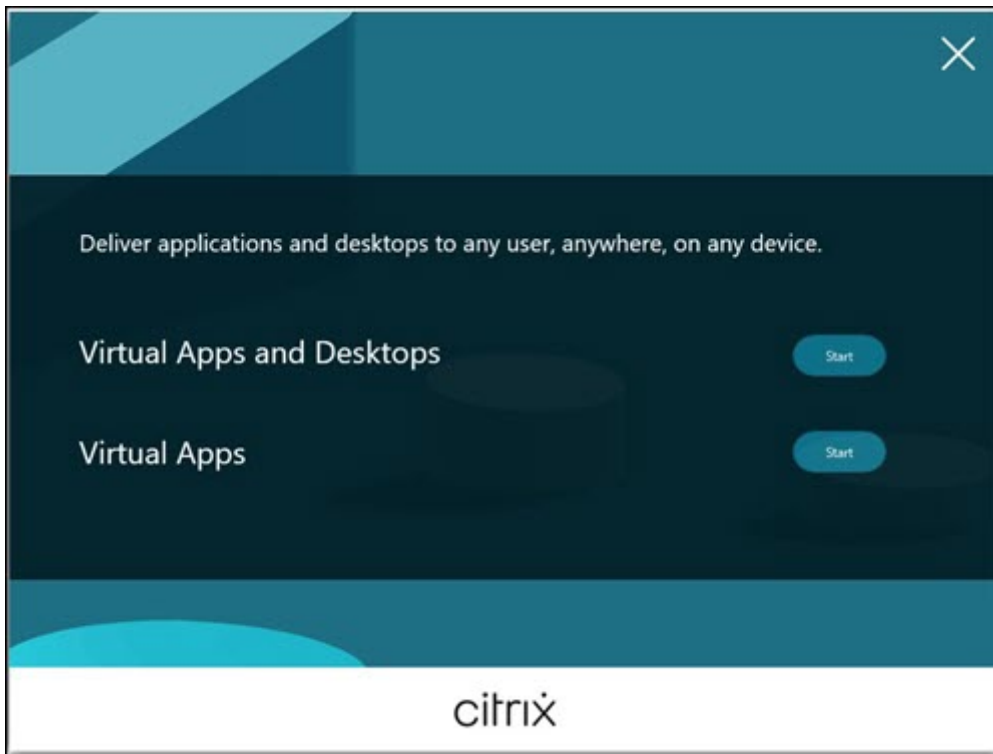 Deliver applications and desktops to any user, anywhere, on any device.
Virtual Apps and Desktops
Start
Virtual Apps
Start
citrix